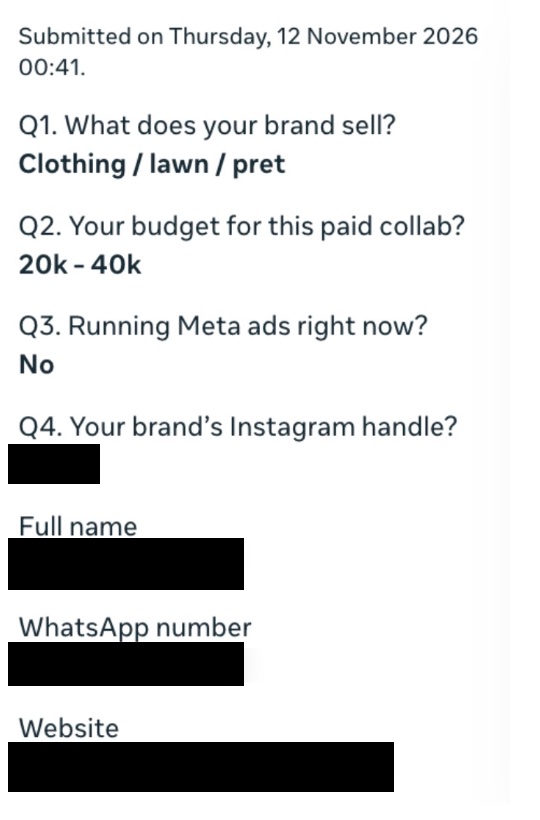 Submitted on Thursday, 12 November 2026
00:41.
Q1. What does your brand sell?
Clothing / lawn / pret
Q2. Your budget for this paid collab?
20k - 40k
Q3. Running Meta ads right now?
No
Q4. Your brand’s Instagram handle?
Full name
WhatsApp number
Website